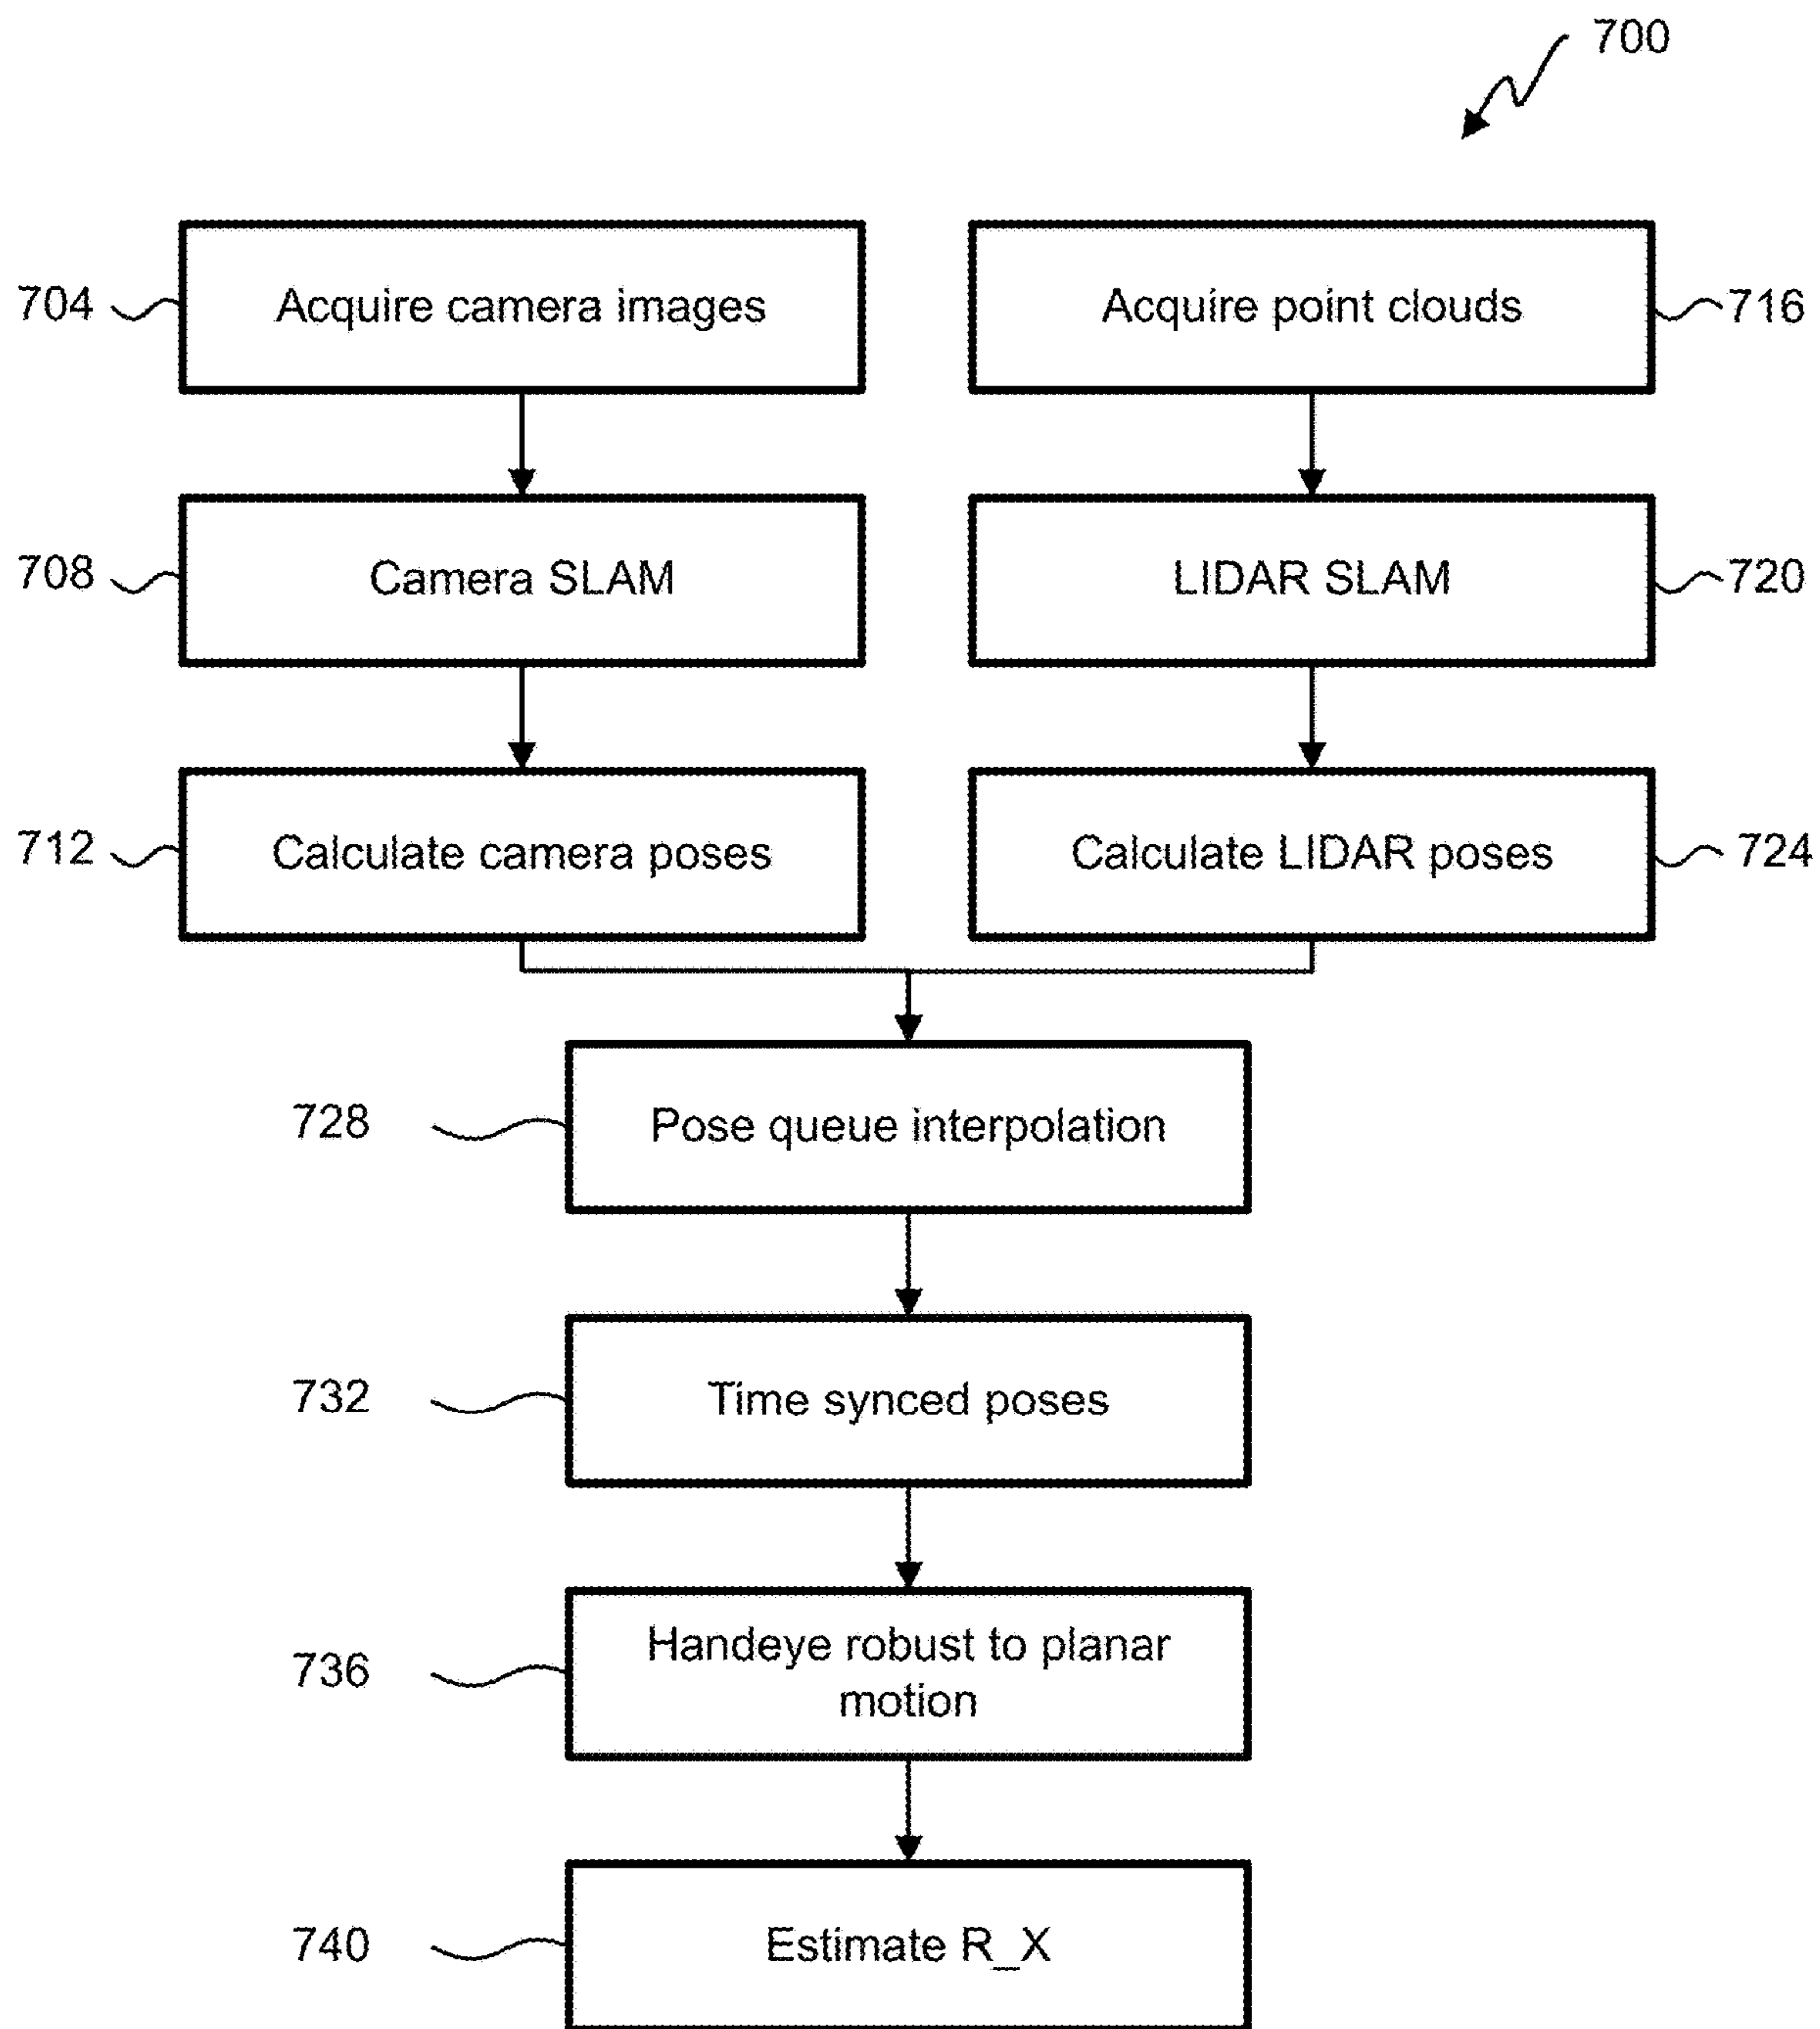 700
704
Acquire camera images
Acquire point clouds
716
708
Camera SLAM
LIDAR SLAM
720
712
Calculate camera poses
Calculate LIDAR poses
724
728
Pose queue interpolation
732
Time synced poses
736
Handeye robust to planar
motion
740
Estimate R_X